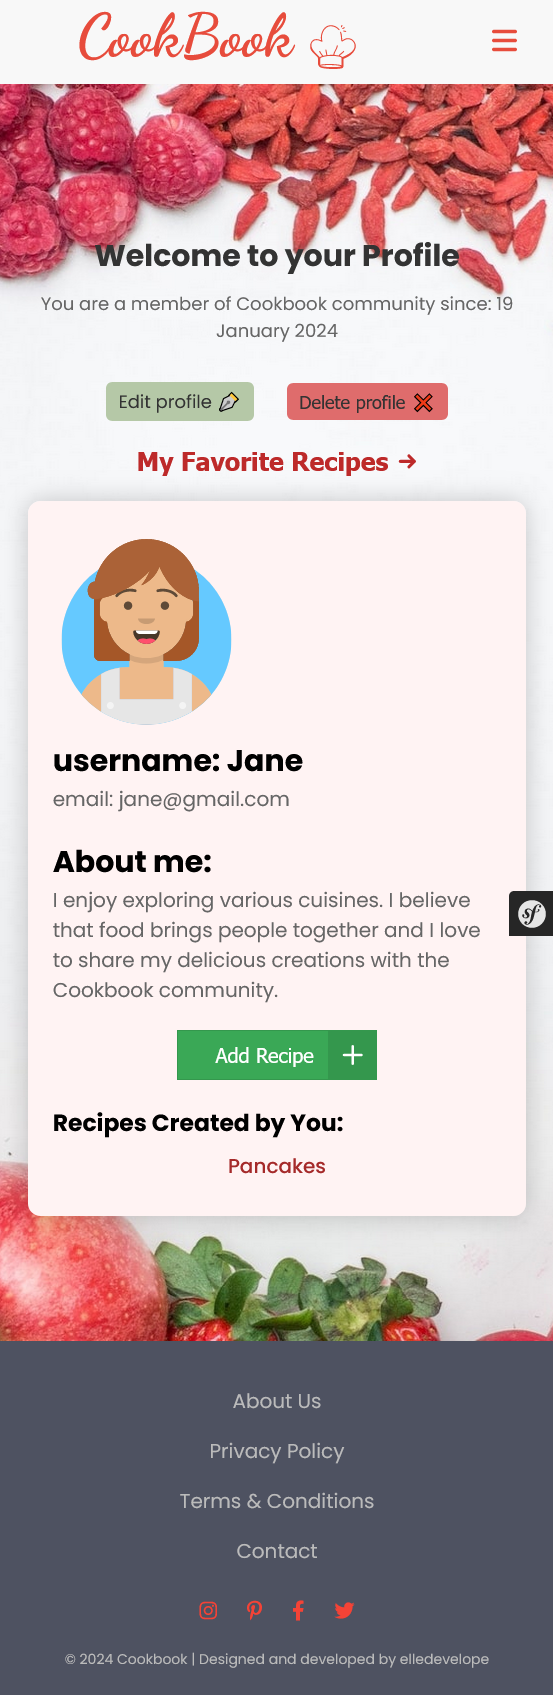 CookBook
Welcome to your Profile
You are a member of Cookbook community since: 19
January 2024
Edit profile
Delete profile
My Favorite Recipes →
username: Jane
email: jane@gmail.com
About me:
I enjoy exploring various cuisines. I believe
that food brings people together and I love
to share my delicious creations with the
Cookbook community.
sf
Add Recipe +
Recipes Created by You:
Pancakes
About Us
Privacy Policy
Terms & Conditions
Contact
© 2024 Cookbook | Designed and developed by elledevelope